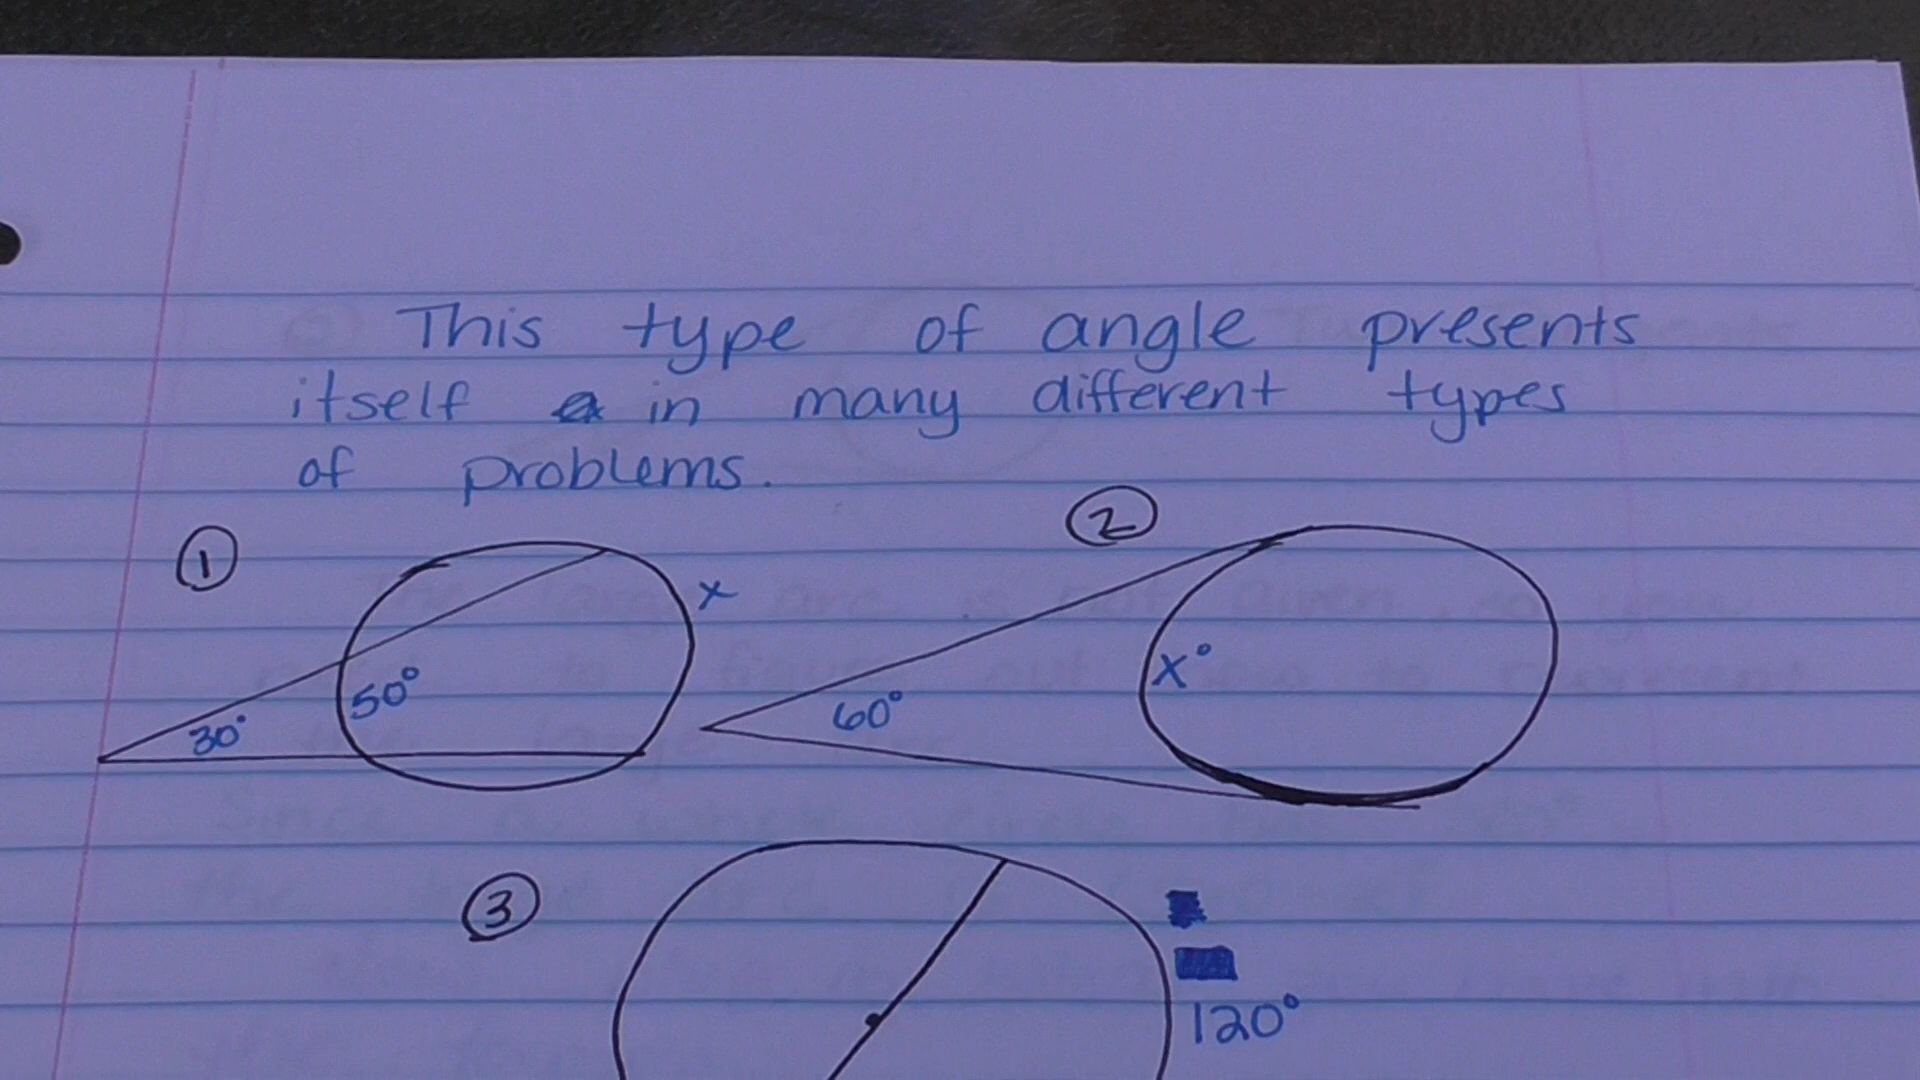 This type of angle presents
itself in many different types
of problems.
1
2
x
50°
30°
x°
60°
3
120°